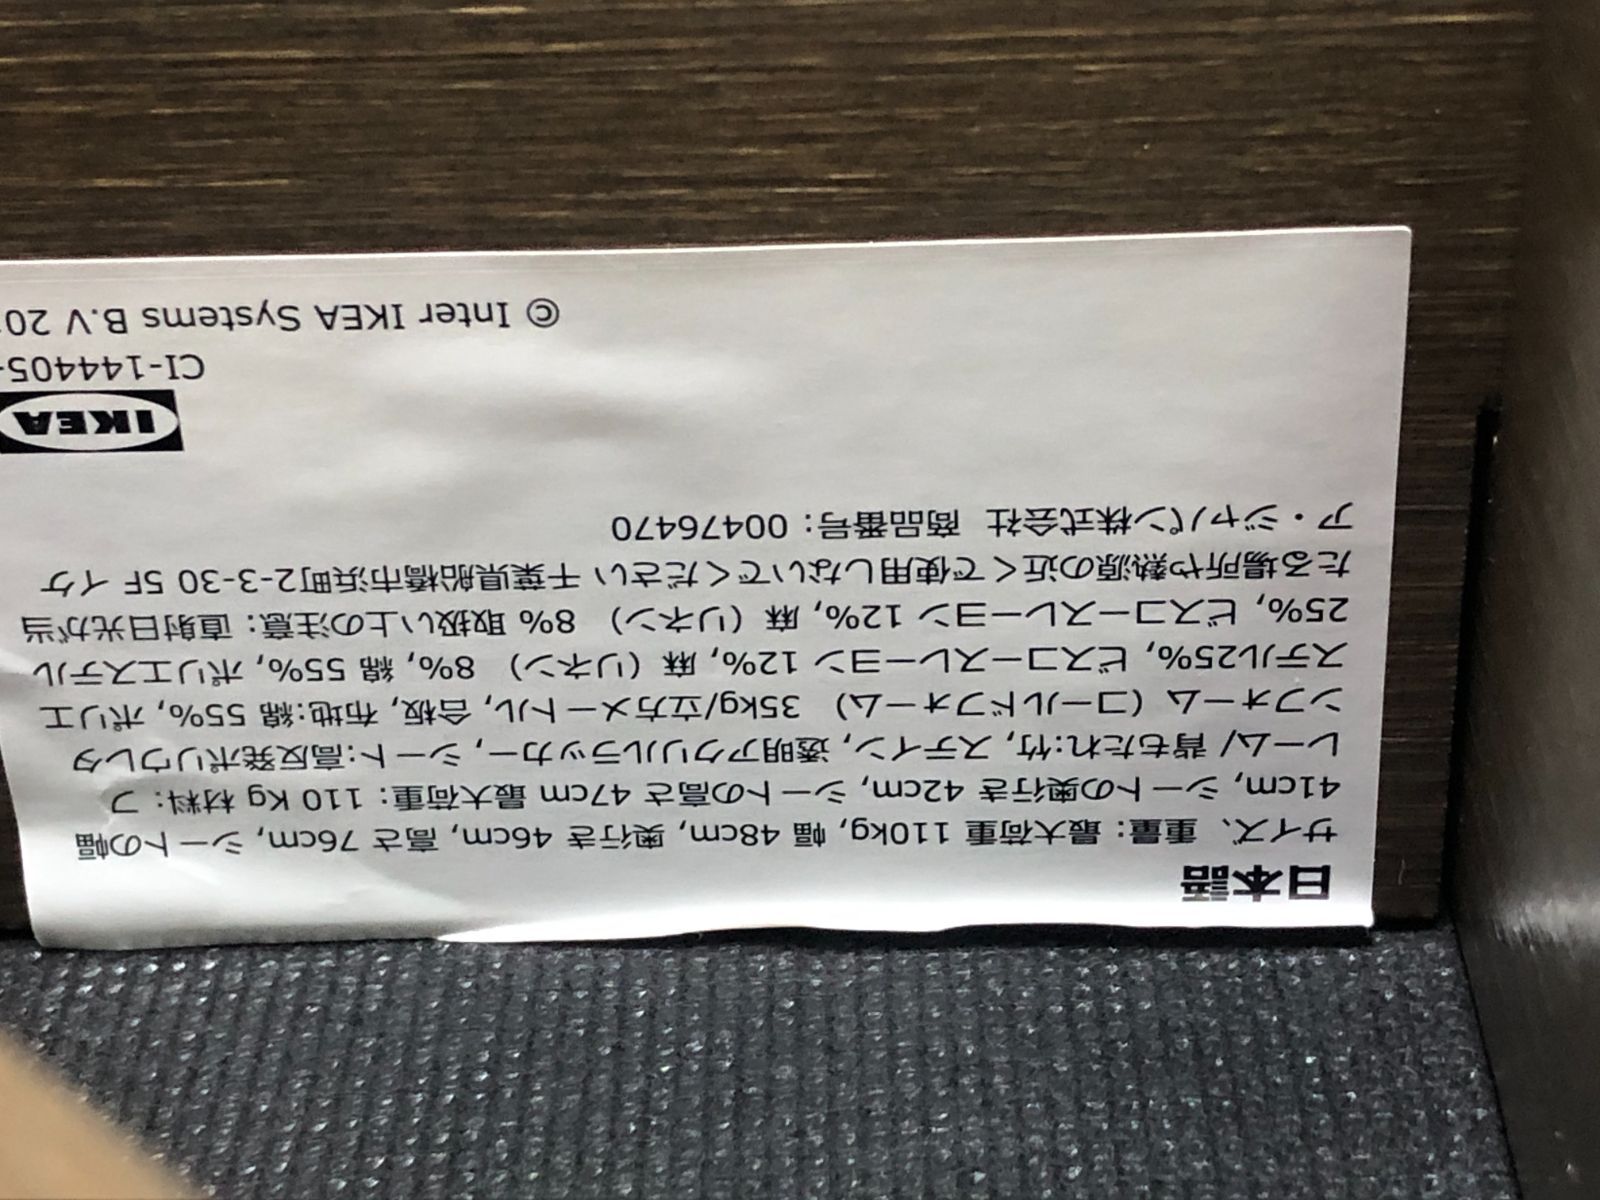 日本語
サイズ、重量: 最大荷重 110kg, 幅 48cm, 奥行き 46cm, 高さ 76cm, シートの幅
41cm, シートの奥行き 42cm, シートの高さ 47cm 最大荷重: 110 Kg 材料: フ
レーム/ 背もたれ:竹, ステイン, 透明アクリルラッカー, シート:高反発ポリウレタ
ンフォーム（コールドフォーム） 35kg/立方メートル, 合板, 布地:綿 55%, ポリエ
ステル25%, ビスコースレーヨン 12%, 麻（リネン） 8%, 綿 55%, ポリエステル
25%, ビスコースレーヨン 12%, 麻（リネン） 8% 取扱い上の注意: 直射日光が当
たる場所や熱源の近くで使用しないでください 千葉県船橋市浜町2-3-30 5F イケ
ア・ジャパン株式会社 商品番号: 00476470
IKEA
CI-144405-
© Inter IKEA Systems B.V 20